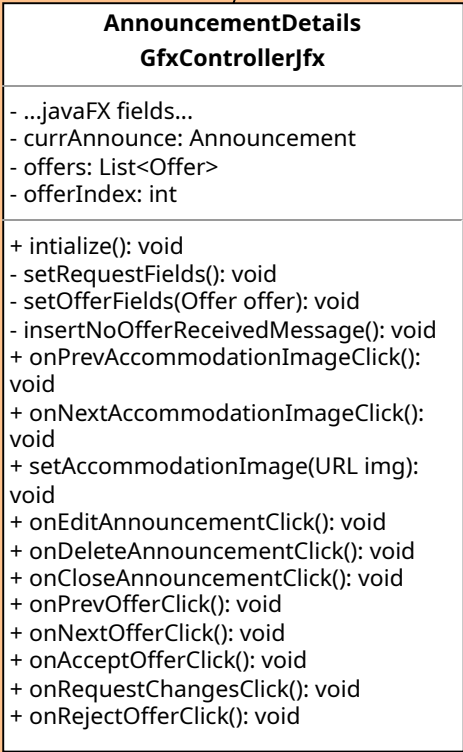 AnnouncementDetails
GfxControllerJfx
- ...javaFX fields...
- currAnnounce: Announcement
- offers: List<Offer>
- offerIndex: int
+ intialize(): void
- setRequestFields(): void
- setOfferFields(Offer offer): void
- insertNoOfferReceivedMessage(): void
+ onPrevAccommodationImageClick():
void
+ onNextAccommodationImageClick():
void
+ setAccommodationImage(URL img):
void
+ onEditAnnouncementClick(): void
+ onDeleteAnnouncementClick(): void
+ onCloseAnnouncementClick(): void
+ onPrevOfferClick(): void
+ onNextOfferClick(): void
+ onAcceptOfferClick(): void
+ onRequestChangesClick(): void
+ onRejectOfferClick(): void